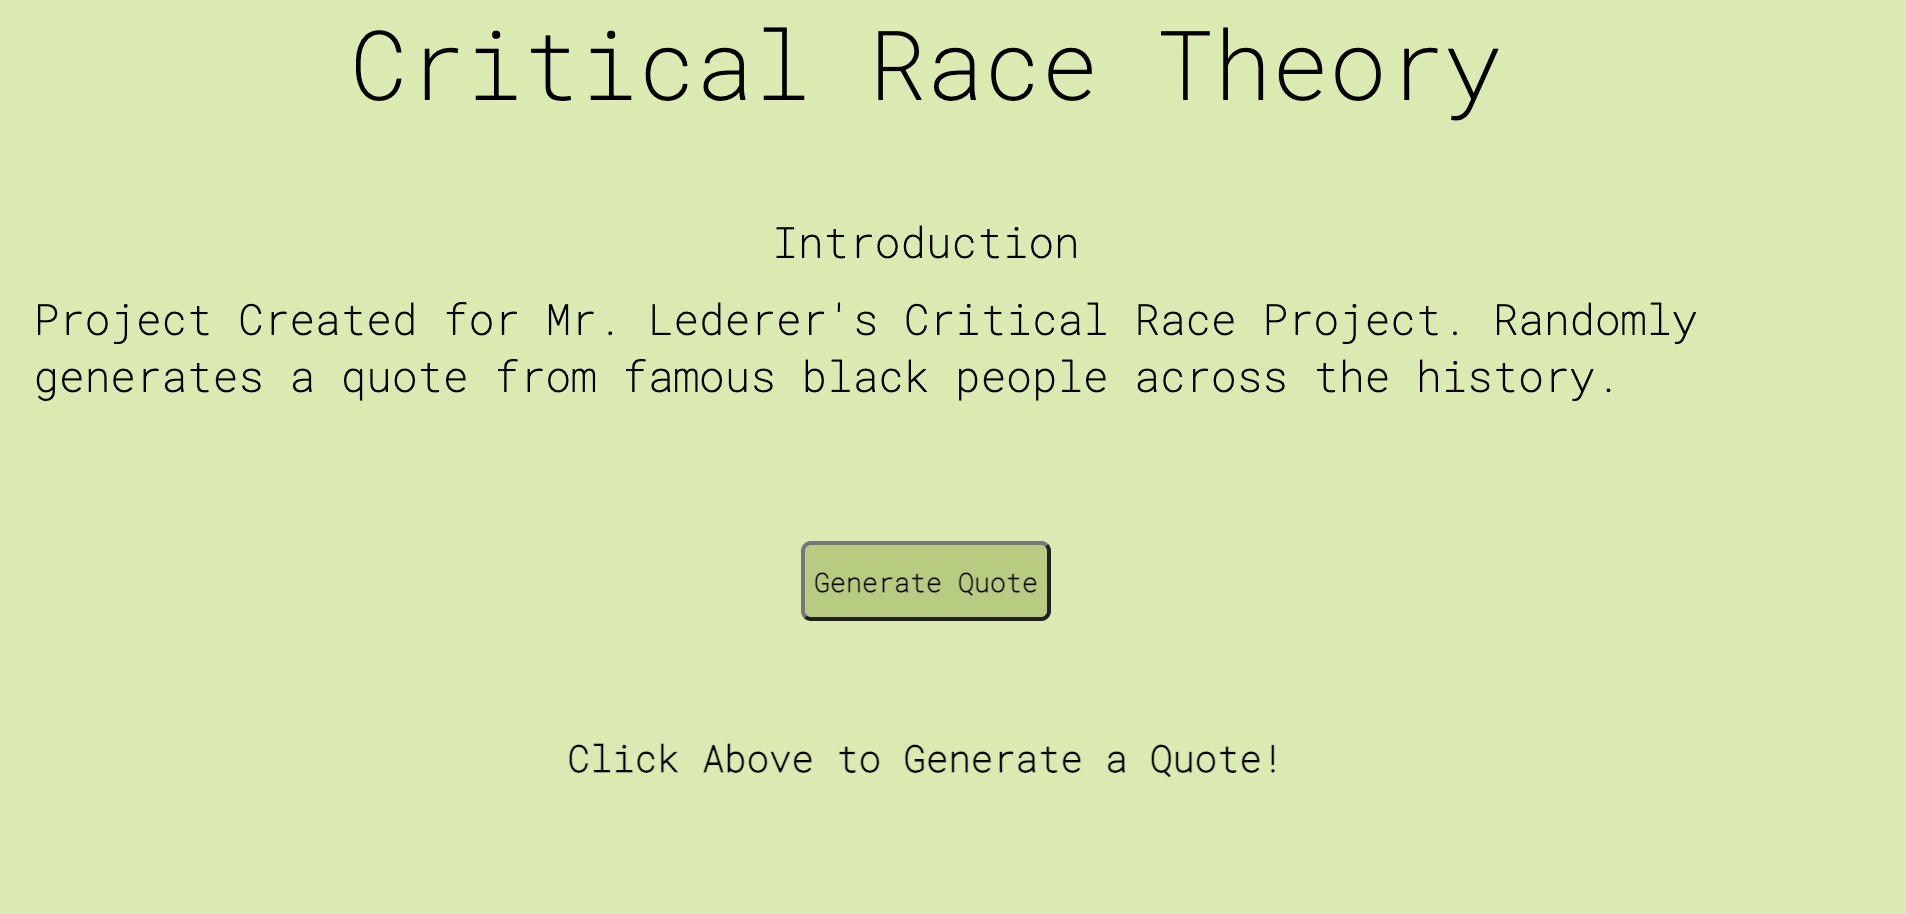 Critical Race Theory
Introduction
Project Created for Mr. Lederer's Critical Race Project. Randomly
generates a quote from famous black people across the history.
Generate Quote
Click Above to Generate a Quote!